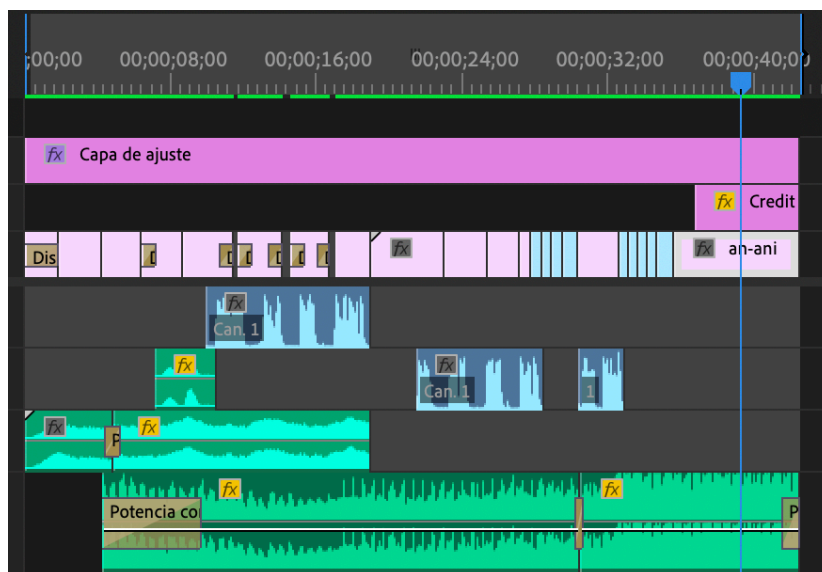 ;00;00 00;00;08;00 00;00;16;00 00;00;24;00 00;00;32;00 00;00;40;00
fx Capa de ajuste
fx Credit
Dis fx fx an-ani
fx
Can. 1
fx fx
Can. 1 1
fx P fx
fx fx
Potencia co P